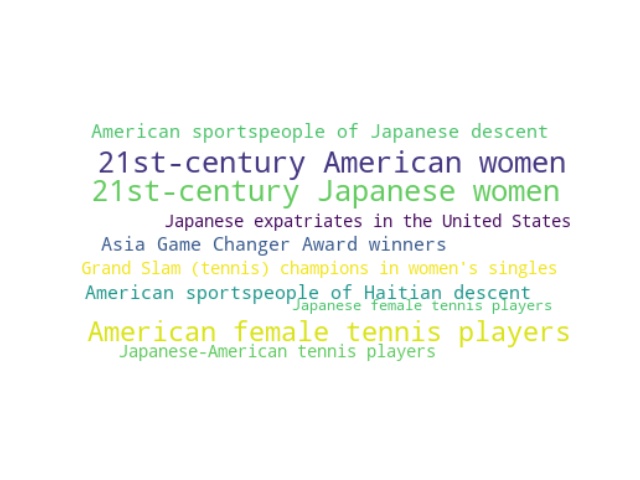 American sportspeople of Japanese descent
21st-century American women
21st-century Japanese women
Japanese expatriates in the United States
Asia Game Changer Award winners
Grand Slam (tennis) champions in women's singles
American sportspeople of Haitian descent
Japanese female tennis players
American female tennis players
Japanese-American tennis players